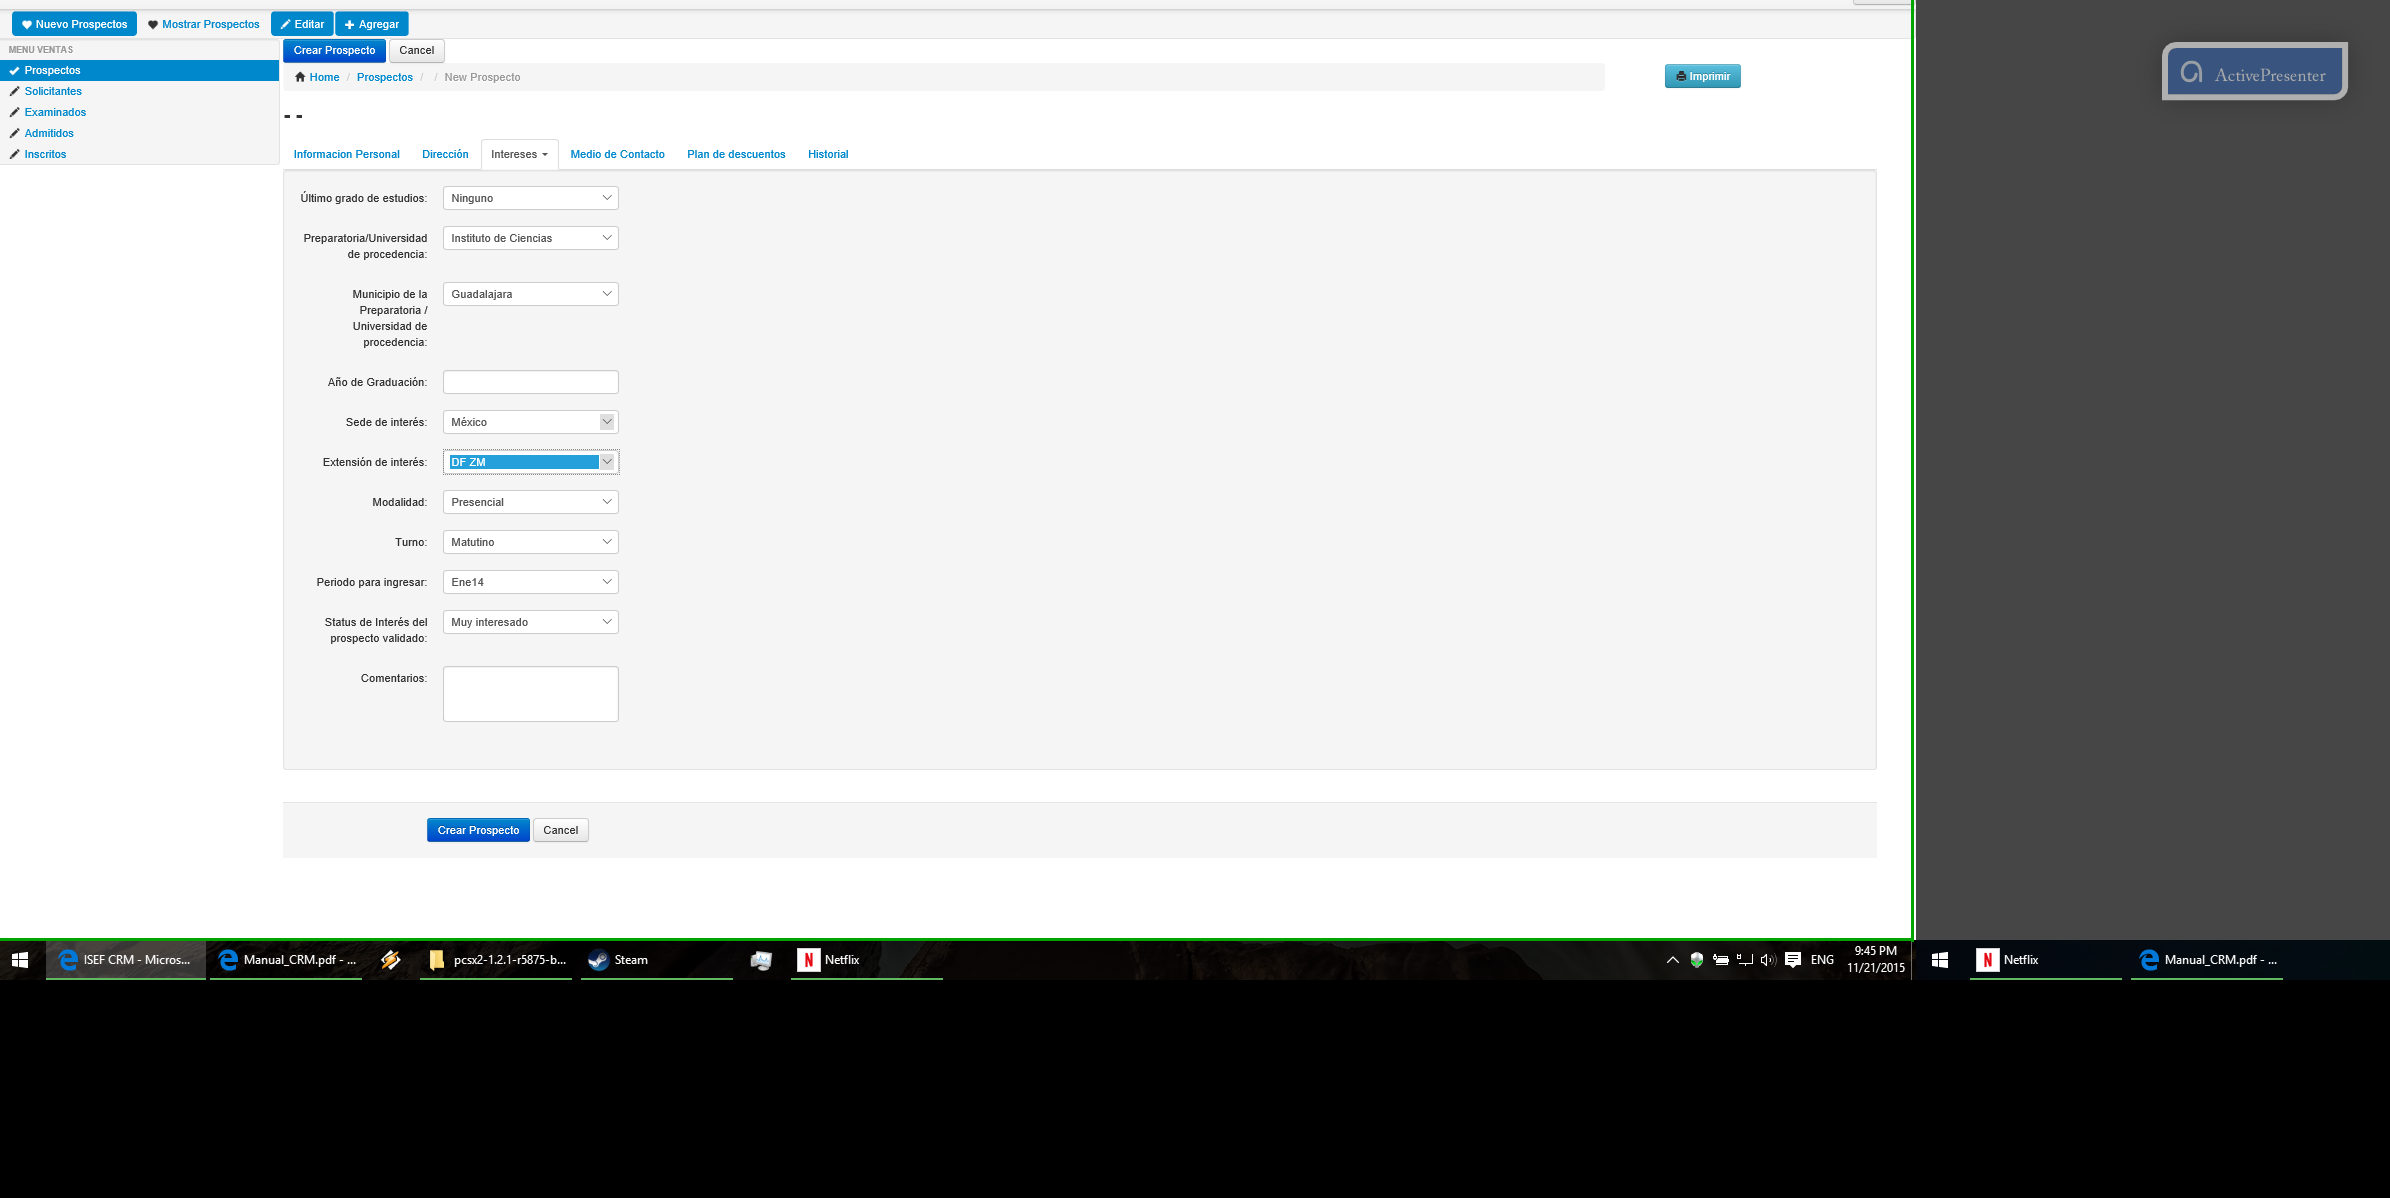 Nuevo Prospectos Mostrar Prospectos Editar Agregar
MENU VENTAS
Prospectos
Solicitantes
Examinados
Admitidos
Inscritos
Crear Prospecto Cancel
Home / Prospectos / / New Prospecto
Imprimir
ActivePresenter
- -
Informacion Personal Dirección Intereses Medio de Contacto Plan de descuentos Historial
Último grado de estudios: Ninguno
Preparatoria/Universidad
de procedencia:
Instituto de Ciencias
Municipio de la
Preparatoria /
Universidad de
procedencia:
Guadalajara
Año de Graduación:
Sede de interés: México
Extensión de interés: DF ZM
Modalidad: Presencial
Turno: Matutino
Periodo para ingresar: Ene14
Status de Interés del
prospecto validado:
Muy interesado
Comentarios:
Crear Prospecto Cancel
ISEF CRM - Micros... Manual_CRM.pdf - ... pcsx2-1.2.1-r5875-b... Steam N Netflix
ENG
9:45 PM
11/21/2015
N Netflix Manual_CRM.pdf - ...